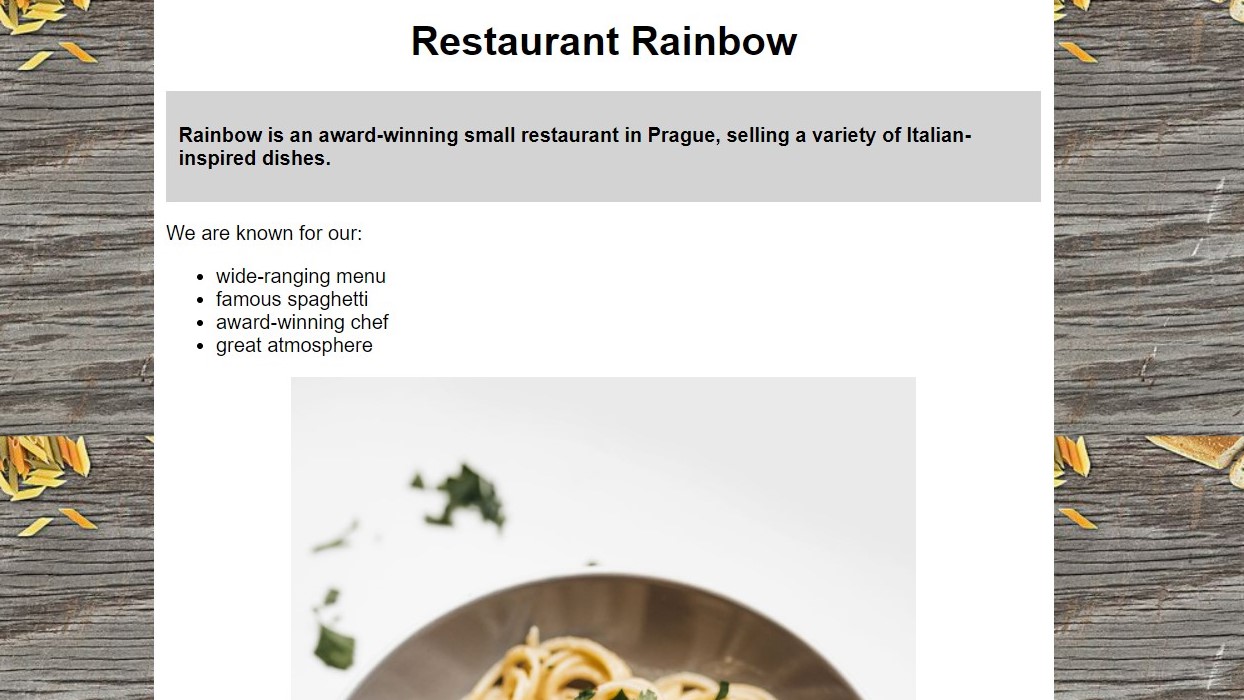 Restaurant Rainbow
Rainbow is an award-winning small restaurant in Prague, selling a variety of Italian-
inspired dishes.
We are known for our:
• wide-ranging menu
• famous spaghetti
• award-winning chef
• great atmosphere